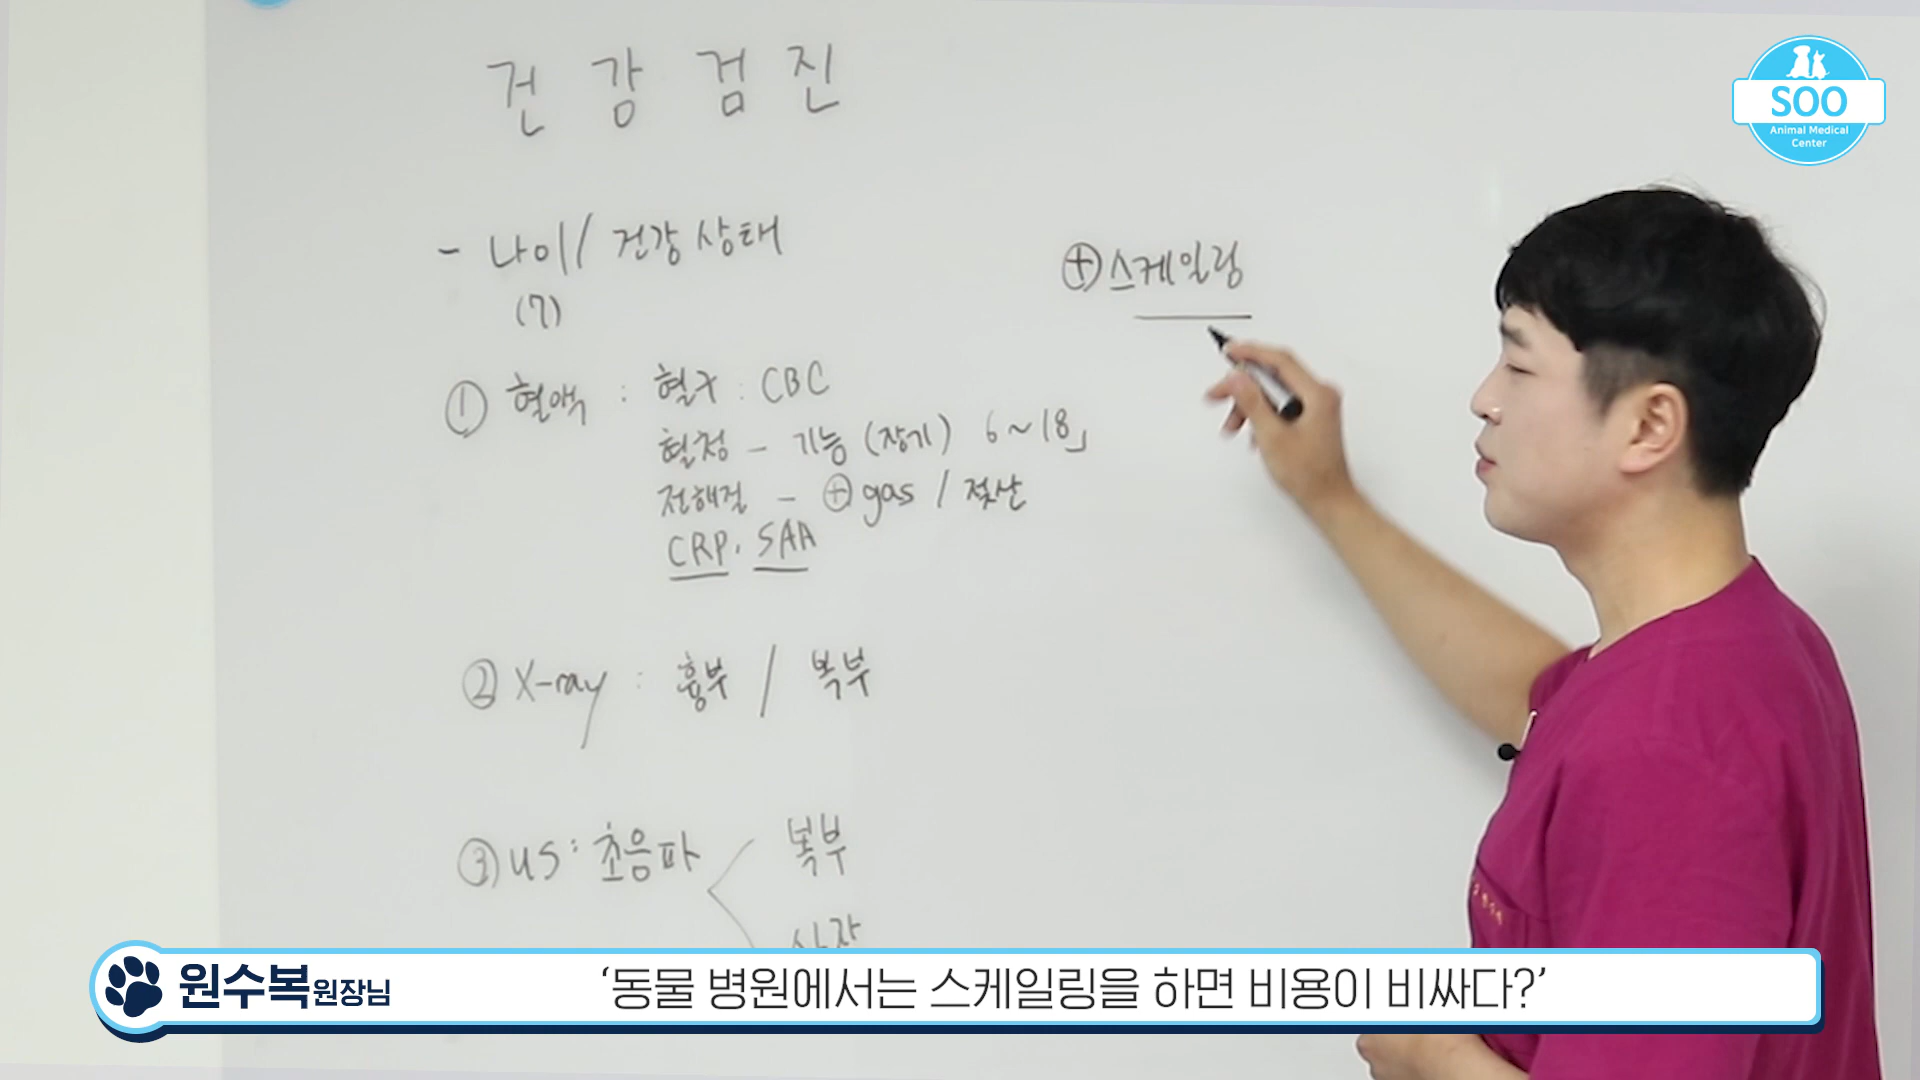 건강검진
SOO
Animal Medical
Center
- 나이 / 건강상태
(7)
⊕ 스케일링
① 혈액 : 혈구 : CBC
혈청 - 기능 (장기) 6~18」
전해질 - ⊕ gas / 젖산
CRP. SAA
② X-ray : 흉부 / 복부
③ US : 초음파 < 복부
심장
원수복 원장님
‘동물 병원에서는 스케일링을 하면 비용이 비싸다?’